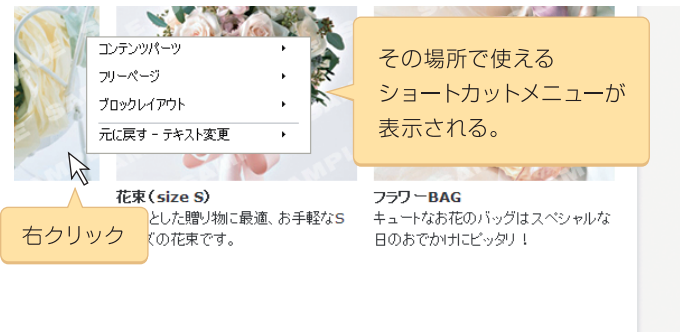 コンテンツパーツ
フリーページ
ブロックレイアウト
元に戻す - テキスト変更
その場所で使える
ショートカットメニューが
表示される。
右クリック
花束（size S）
とした贈り物に最適、お手軽なS
ズの花束です。
フラワーBAG
キュートなお花のバッグはスペシャルな
日のおでかけにピッタリ！